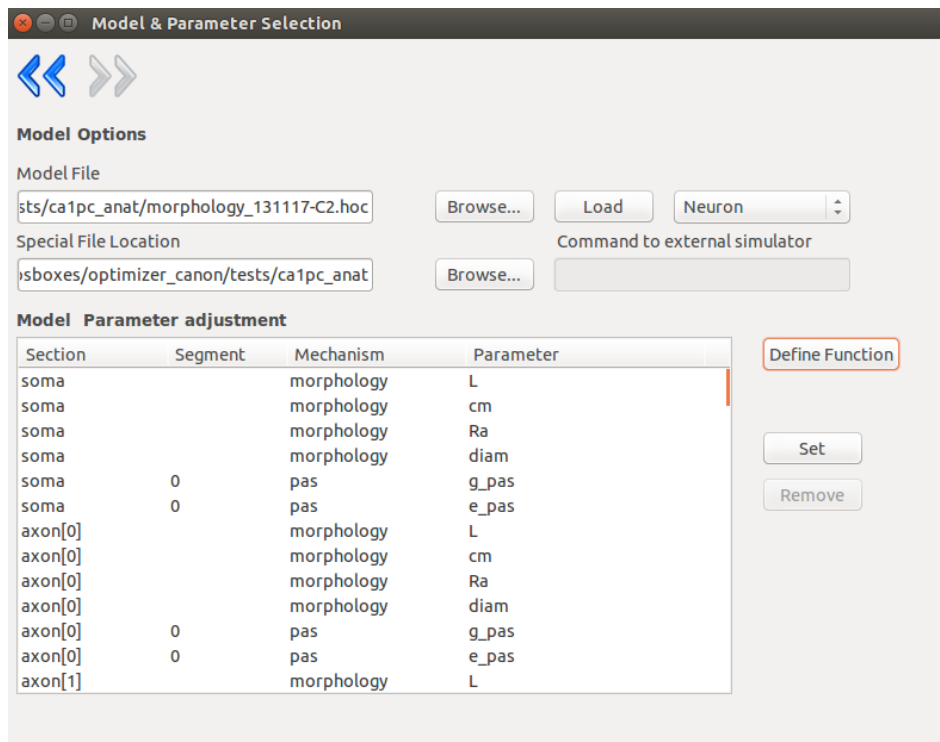 Model & Parameter Selection
Model Options
Model File
sts/ca1pc_anat/morphology_131117-C2.hoc Browse... Load Neuron
Special File Location Command to external simulator
osboxes/optimizer_canon/tests/ca1pc_anat Browse...
Model Parameter adjustment
Section Segment Mechanism Parameter Define Function
soma morphology L
soma morphology cm
soma morphology Ra
soma morphology diam Set
soma 0 pas g_pas
soma 0 pas e_pas Remove
axon[0] morphology L
axon[0] morphology cm
axon[0] morphology Ra
axon[0] morphology diam
axon[0] 0 pas g_pas
axon[0] 0 pas e_pas
axon[1] morphology L